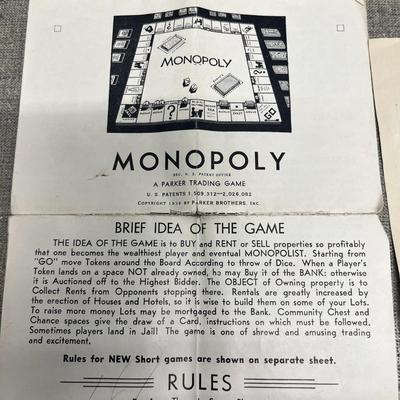 MONOPOLY
MONOPOLY
REG. U. S. PATENT OFFICE
A PARKER TRADING GAME
U. S. PATENTS 1,509,312—2,026,082
COPYRIGHT 1936 BY PARKER BROTHERS, INC.
BRIEF IDEA OF THE GAME
THE IDEA OF THE GAME is to BUY and RENT or SELL properties so profitably
that one becomes the wealthiest player and eventual MONOPOLIST. Starting from
"GO" move Tokens around the Board According to throw of Dice. When a Player's
Token lands on a space NOT already owned, he may Buy it of the BANK: otherwise
it is Auctioned off to the Highest Bidder. The OBJECT of Owning property is to
Collect Rents from Opponents stopping there. Rentals are greatly increased by
the erection of Houses and Hotels, so it is wise to build them on some of your Lots.
To raise more money Lots may be mortgaged to the Bank. Community Chest and
Chance spaces give the draw of a Card, instructions on which must be followed.
Sometimes players land in Jail! The game is one of shrewd and amusing trading
and excitement.
Rules for NEW Short games are shown on separate sheet.
RULES